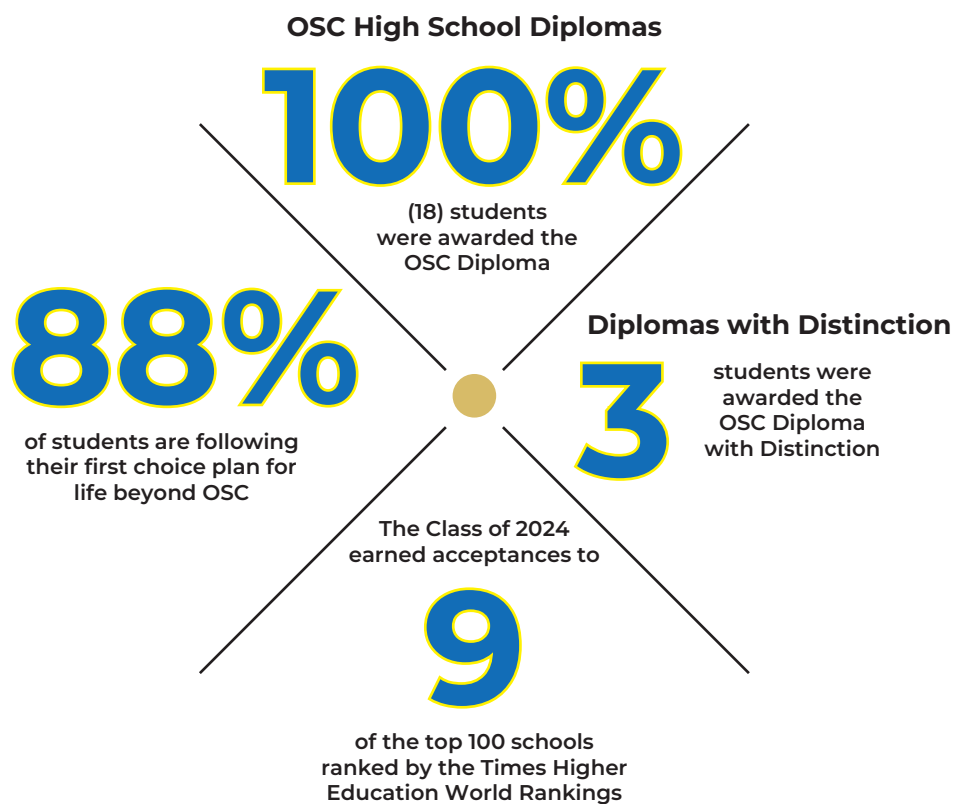 OSC High School Diplomas
100%
(18) students
were awarded the
OSC Diploma
88%
of students are following
their first choice plan for
life beyond OSC
Diplomas with Distinction
3
students were
awarded the
OSC Diploma
with Distinction
The Class of 2024
earned acceptances to
9
of the top 100 schools
ranked by the Times Higher
Education World Rankings